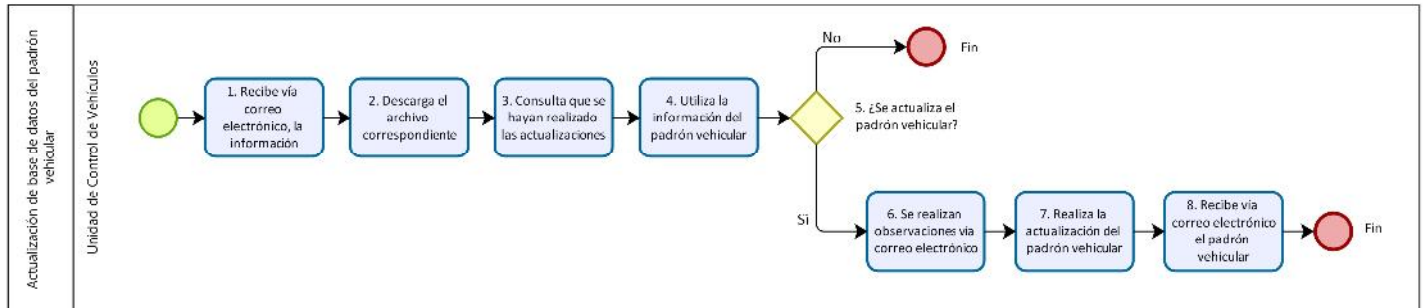 Actualización de base de datos del padrón
vehicular
Unidad de Control de Vehículos
1. Recibe vía
correo
electrónico, la
información
2. Descarga el
archivo
correspondiente
3. Consulta que se
hayan realizado
las actualizaciones
4. Utiliza la
información del
padrón vehicular
5. ¿Se actualiza el
padrón vehicular?
No
Fin
Si
6. Se realizan
observaciones vía
correo electrónico
7. Realiza la
actualización del
padrón vehicular
8. Recibe vía
correo electrónico
el padrón
vehicular
Fin